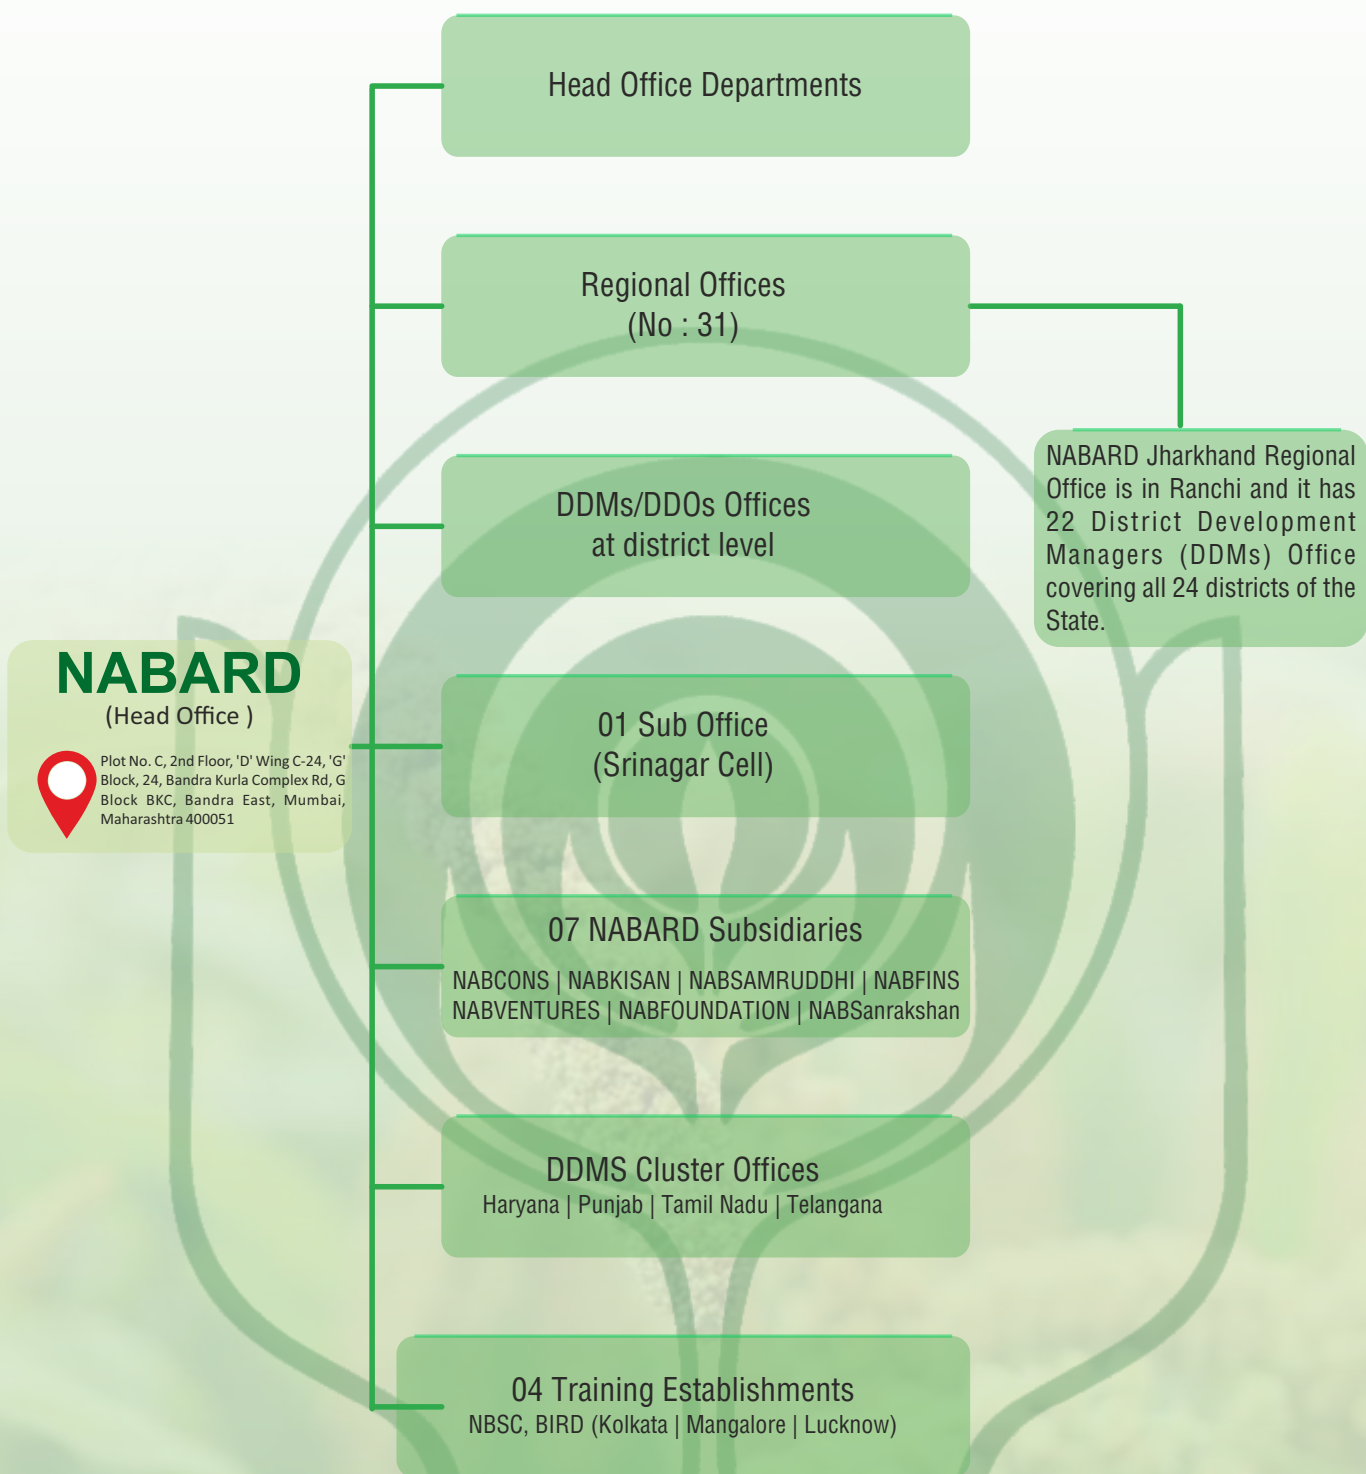 Head Office Departments
Regional Offices
(No : 31)
NABARD Jharkhand Regional
Office is in Ranchi and it has
22 District Development
Managers (DDMs) Office
covering all 24 districts of the
State.
DDMs/DDOs Offices
at district level
NABARD
(Head Office )
Plot No. C, 2nd Floor, 'D' Wing C-24, 'G'
Block, 24, Bandra Kurla Complex Rd, G
Block BKC, Bandra East, Mumbai,
Maharashtra 400051
01 Sub Office
(Srinagar Cell)
07 NABARD Subsidiaries
NABCONS | NABKISAN | NABSAMRUDDHI | NABFINS
NABVENTURES | NABFOUNDATION | NABSanrakshan
DDMS Cluster Offices
Haryana | Punjab | Tamil Nadu | Telangana
04 Training Establishments
NBSC, BIRD (Kolkata | Mangalore | Lucknow)